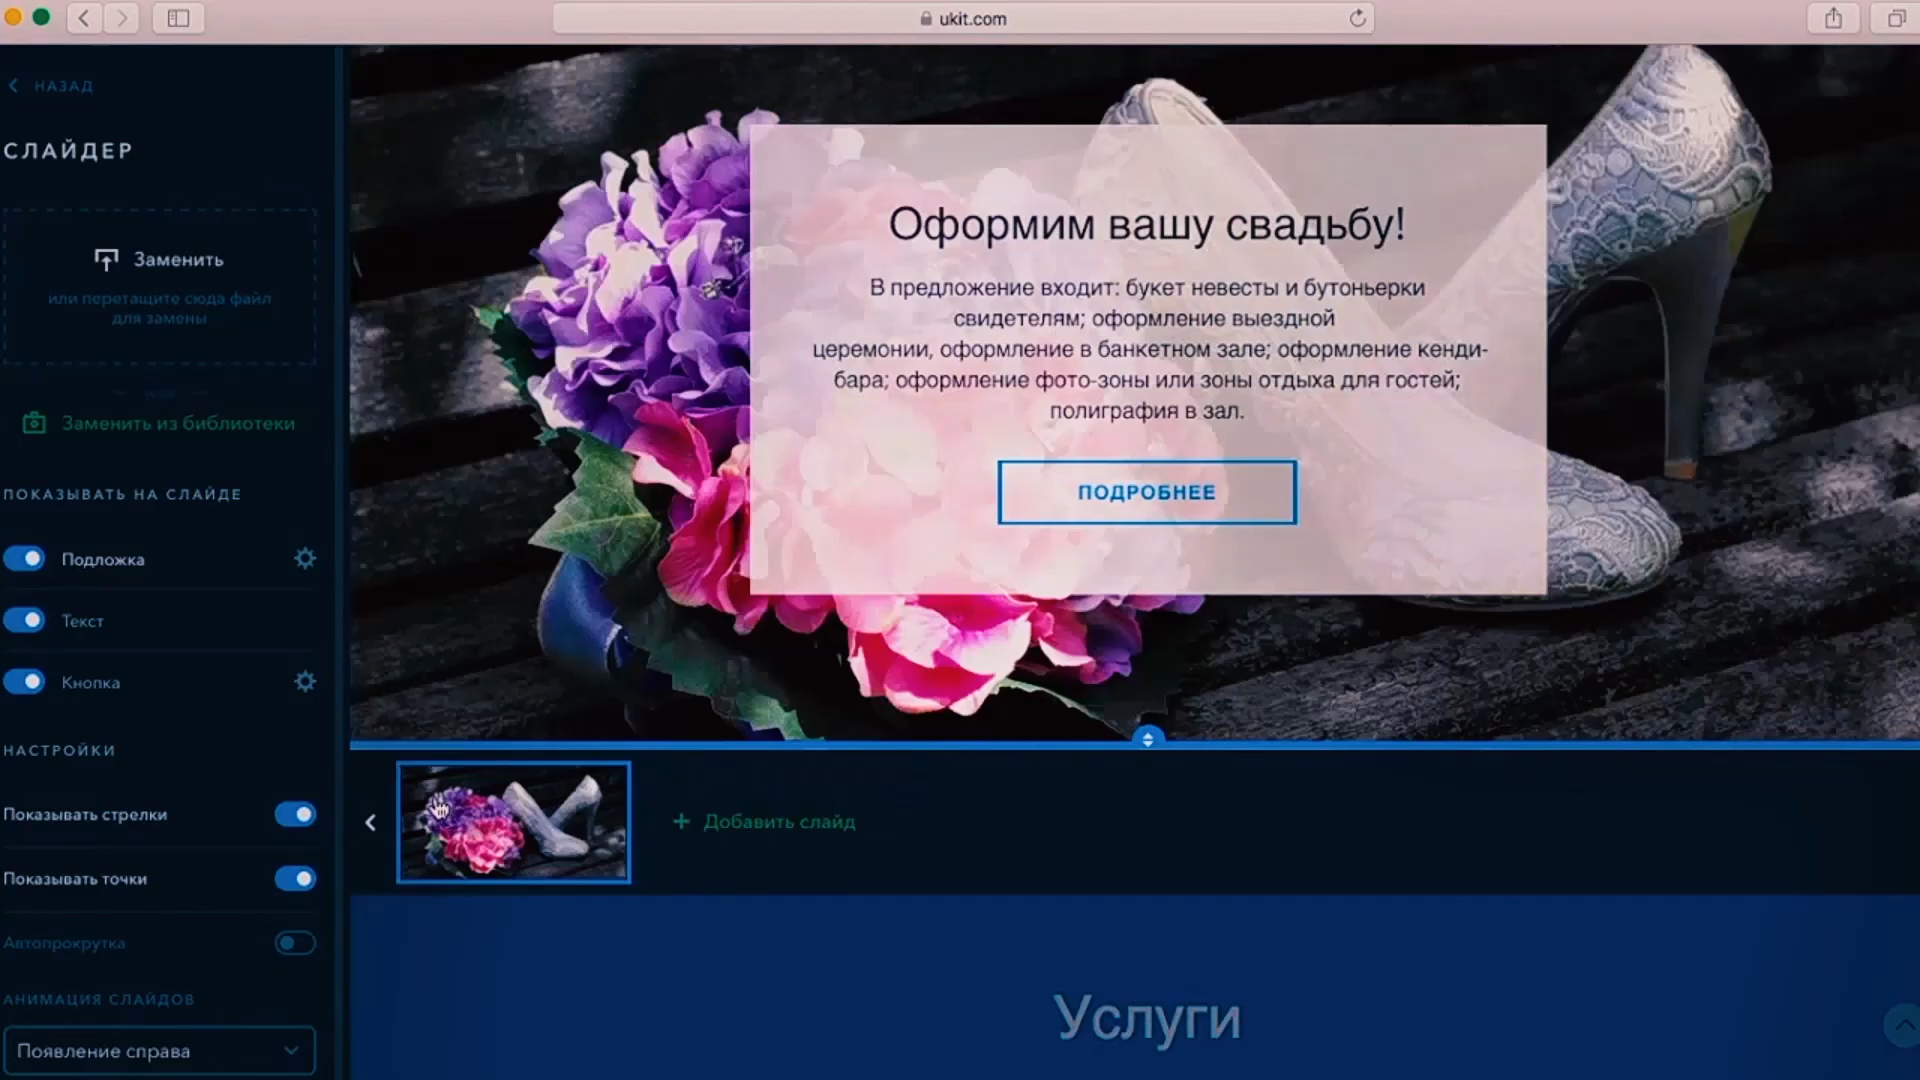 ukit.com
НАЗАД
СЛАЙДЕР
Заменить
или перетащите сюда файл
для замены
Заменить из библиотеки
ПОКАЗЫВАТЬ НА СЛАЙДЕ
Подложка
Текст
Кнопка
НАСТРОЙКИ
Показывать стрелки
Показывать точки
Автопрокрутка
АНИМАЦИЯ СЛАЙДОВ
Появление справа
Оформим вашу свадьбу!
В предложение входит: букет невесты и бутоньерки
свидетелям; оформление выездной
церемонии, оформление в банкетном зале; оформление кенди-
бара; оформление фото-зоны или зоны отдыха для гостей;
полиграфия в зал.
ПОДРОБНЕЕ
+ Добавить слайд
Услуги